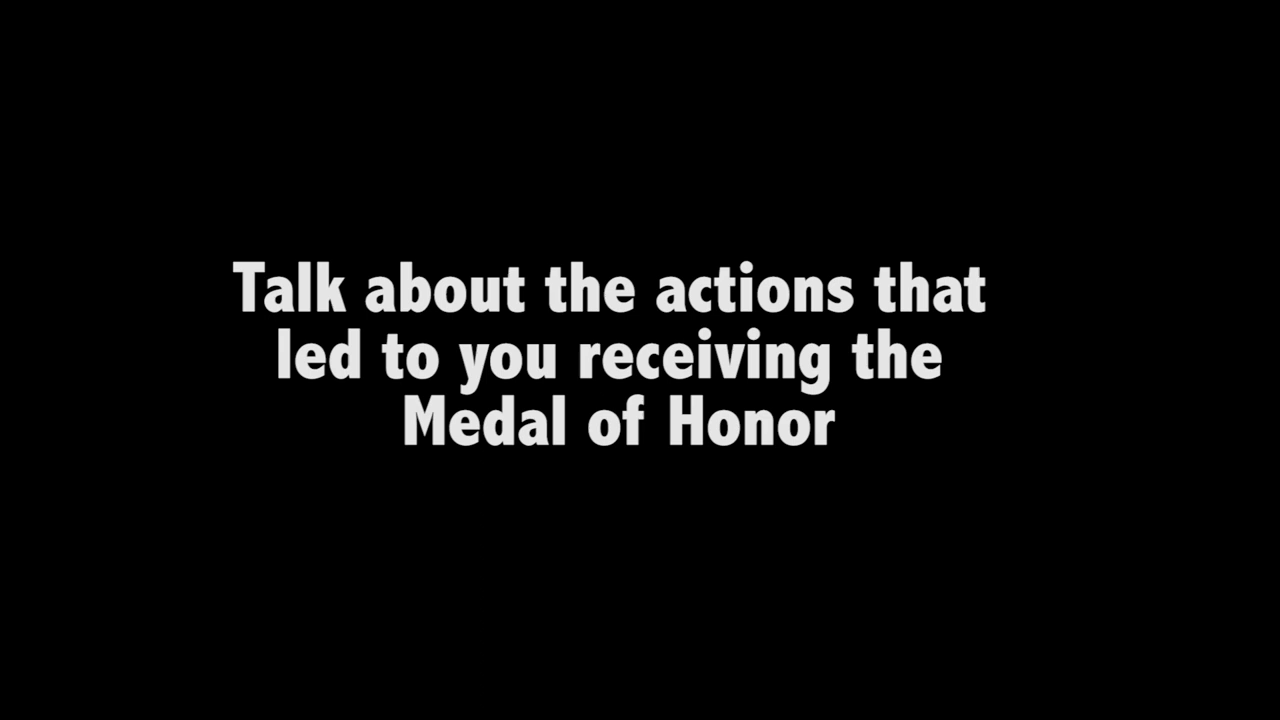 Talk about the actions that
led to you receiving the
Medal of Honor